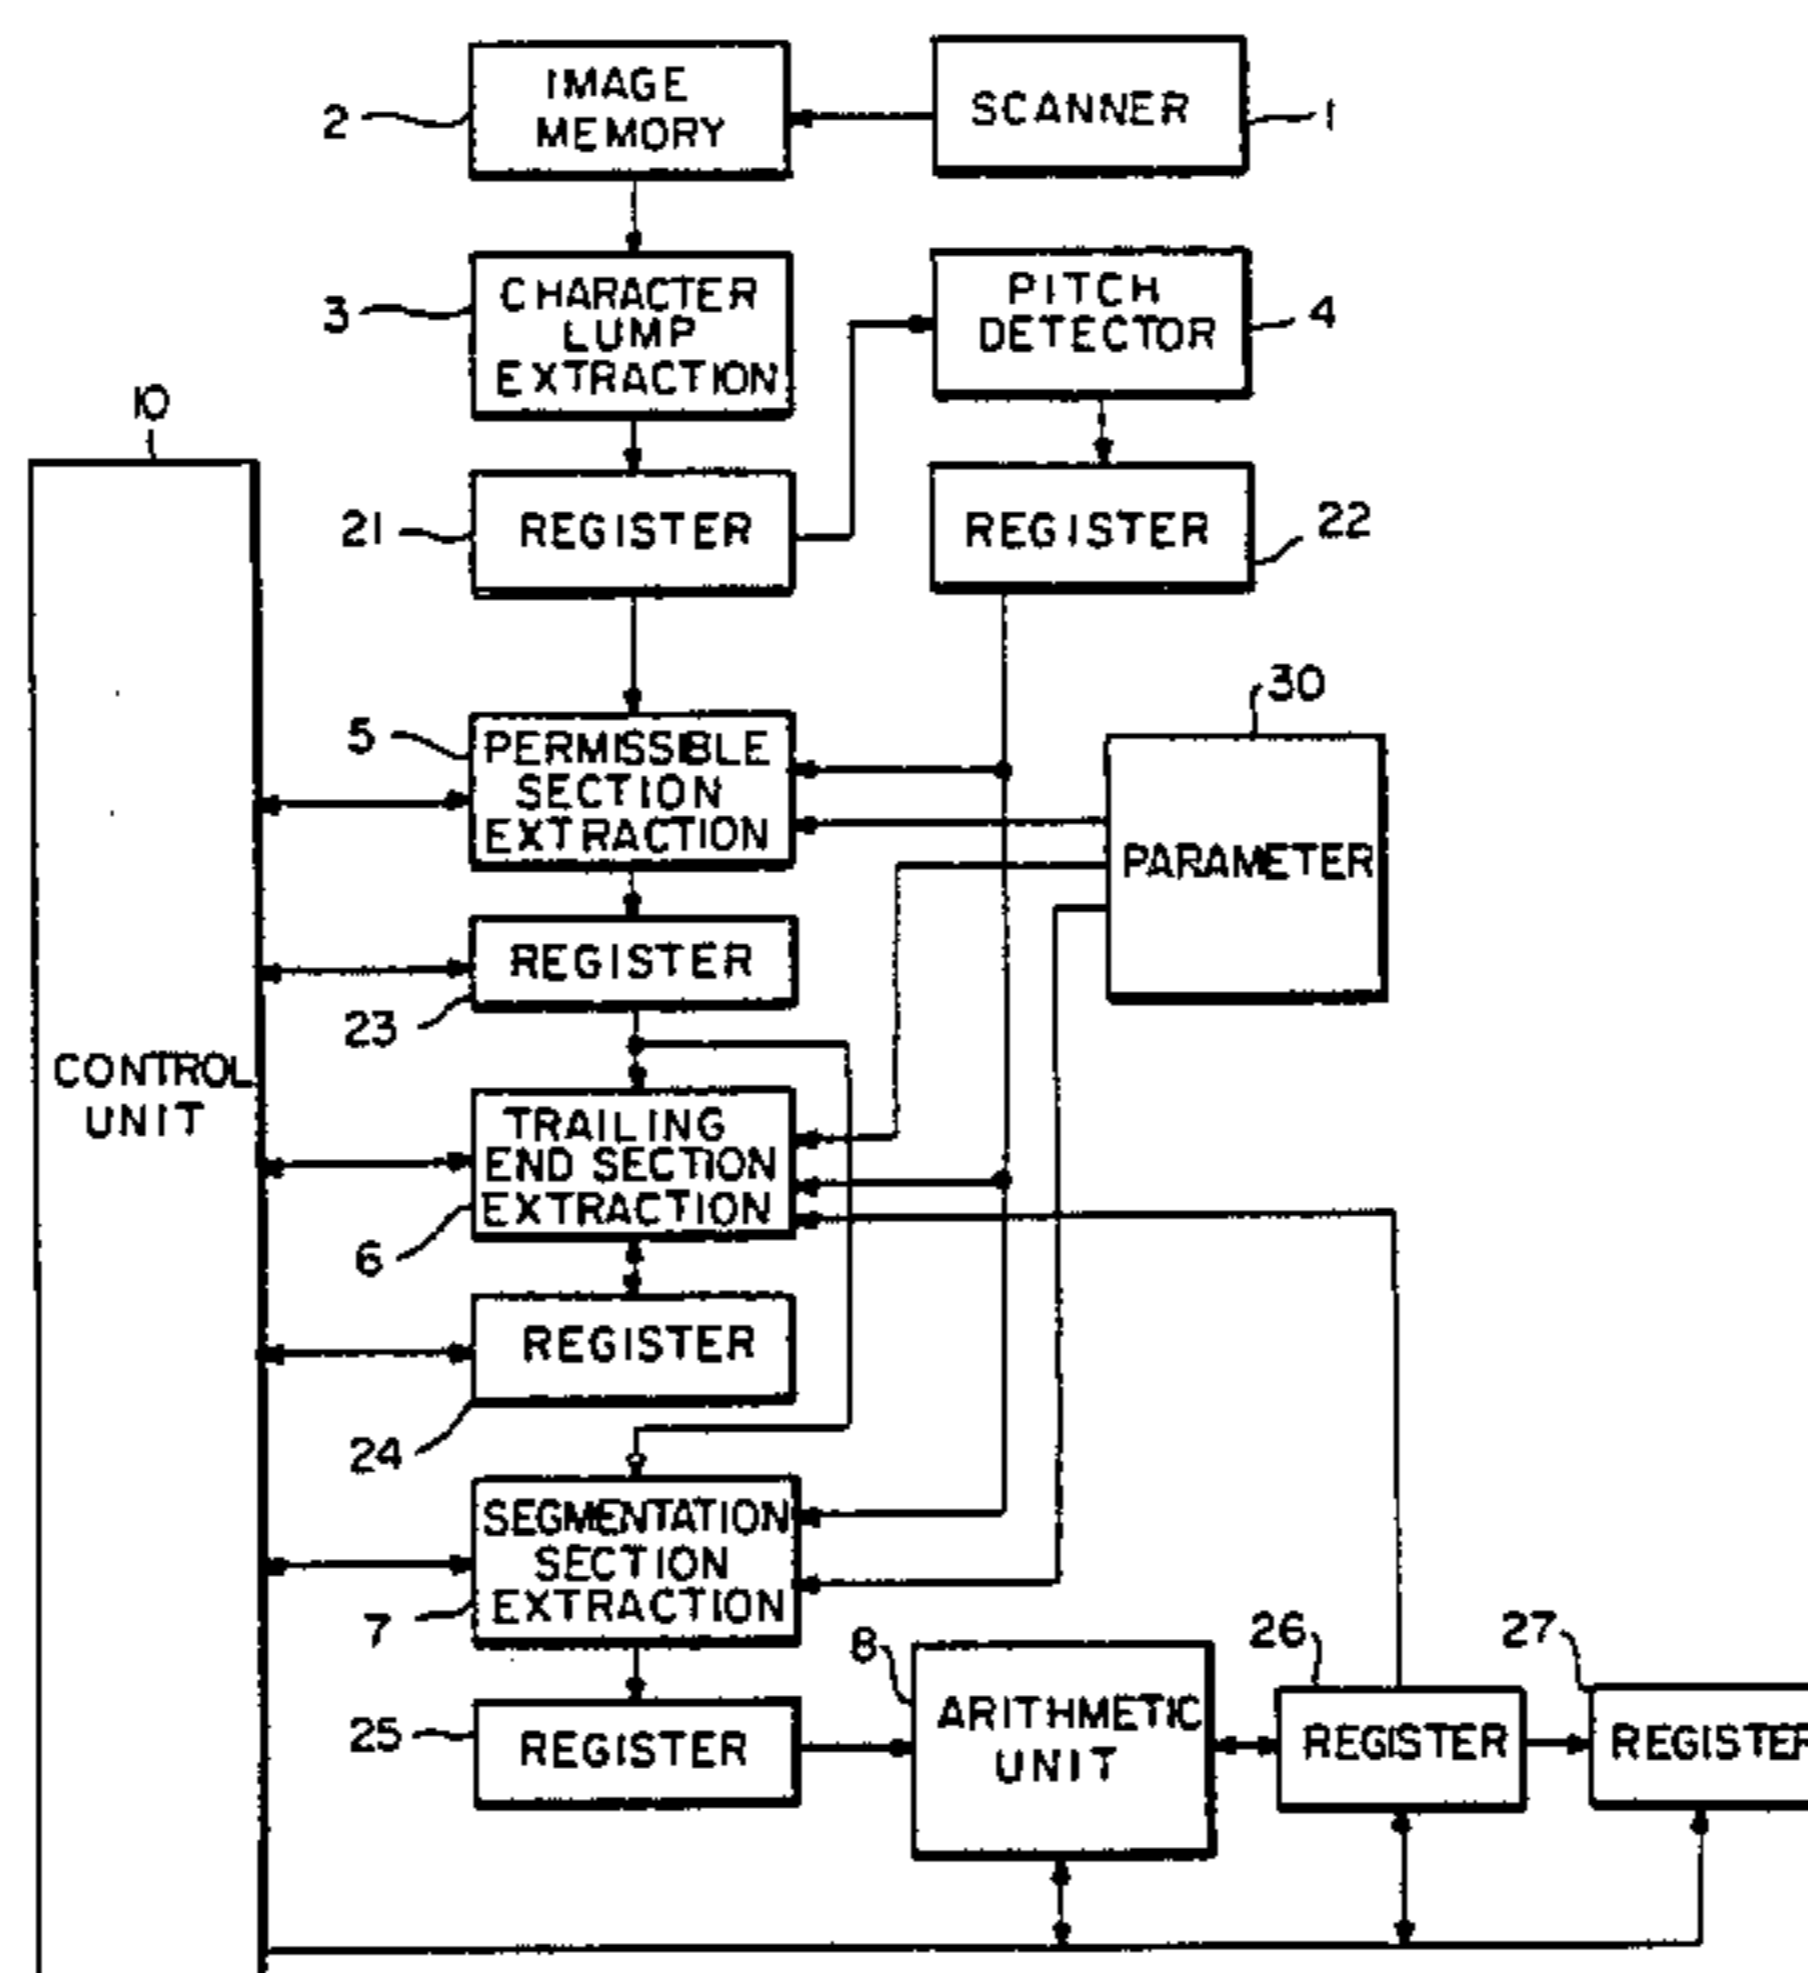 IMAGE
MEMORY
2
SCANNER
1
CHARACTER
LUMP
EXTRACTION
3
PITCH
DETECTOR
4
10
REGISTER
21
REGISTER
22
30
5
PERMISSIBLE
SECTION
EXTRACTION
PARAMETER
REGISTER
23
CONTROL
UNIT
TRAILING
END SECTION
EXTRACTION
6
REGISTER
24
SEGMENTATION
SECTION
EXTRACTION
7
8
ARITHMETIC
UNIT
26
27
25
REGISTER
REGISTER
REGISTER